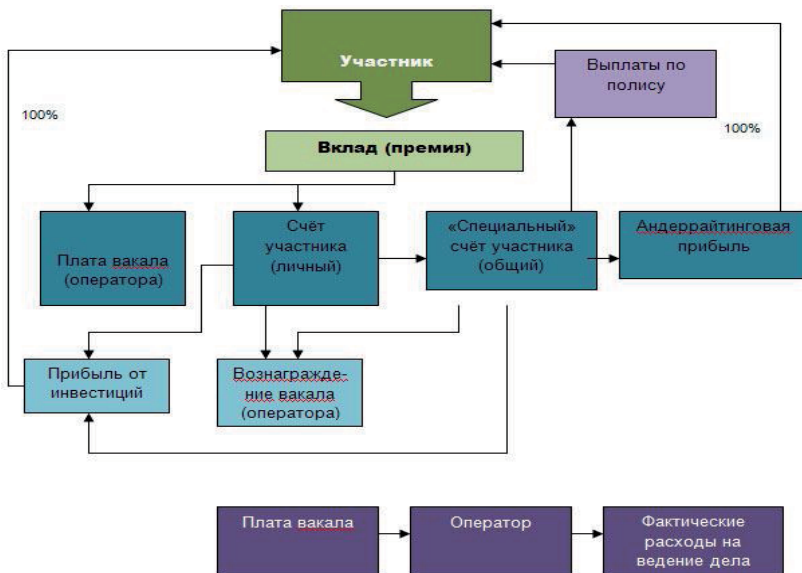 Участник
Выплаты по
полису
100%
100%
Вклад (премия)
Плата вакала
(оператора)
Счёт
участника
(личный)
«Специальный»
счёт участника
(общий)
Андеррайтинговая
прибыль
Прибыль от
инвестиций
Вознагражде-
ние вакала
(оператора)
Плата вакала
Оператор
Фактические
расходы на
ведение дела